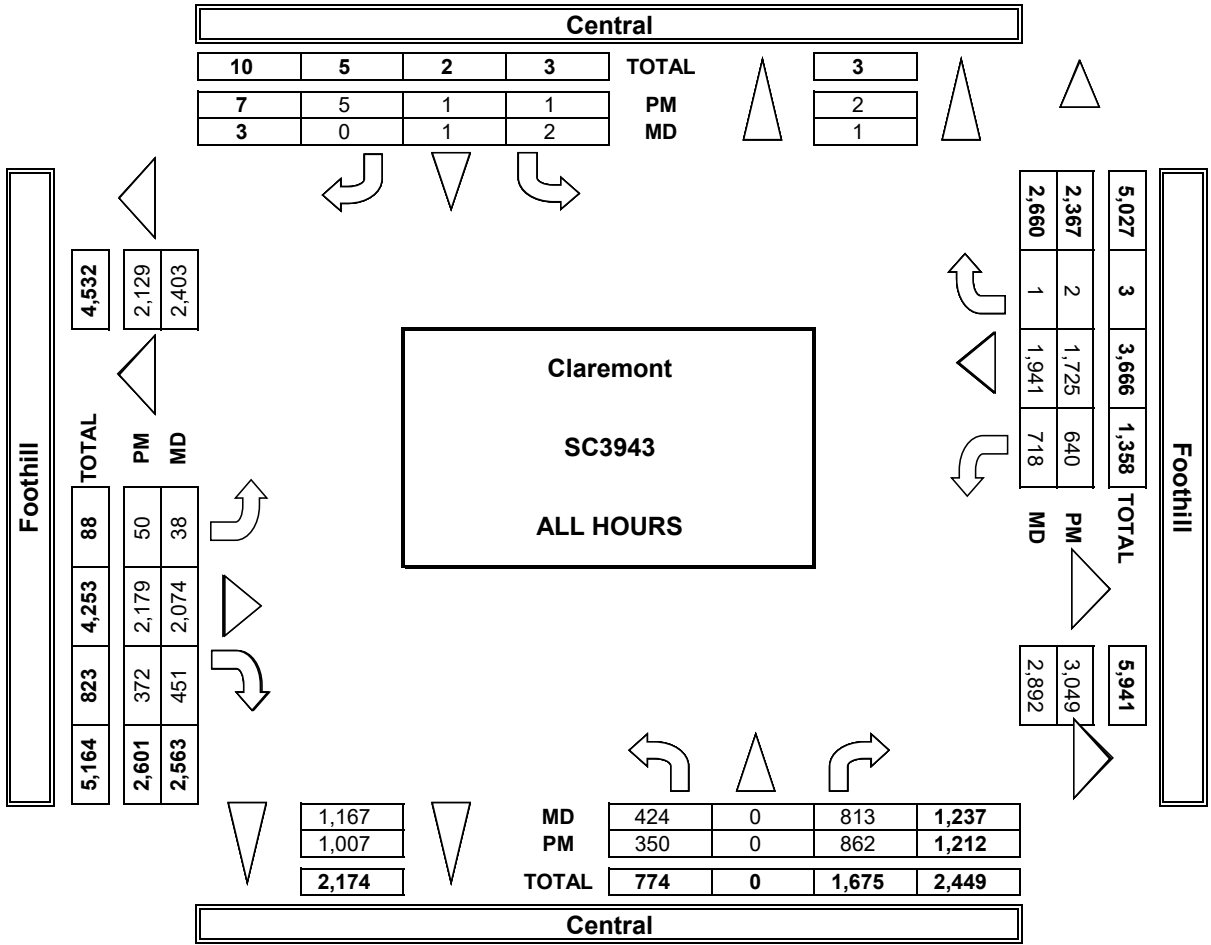 Central
10 5 2 3 TOTAL 3
7 5 1 1 PM 2
3 0 1 2 MD 1
Foothill
4,532
2,129
2,403
TOTAL
PM
MD
88 4,253 823 5,164
50 2,179 372 2,601
38 2,074 451 2,563
Claremont
SC3943
ALL HOURS
5,027 3 3,666 1,358 TOTAL
2,367 2 1,725 640 PM
2,660 1 1,941 718 MD
5,941
3,049
2,892
Foothill
1,167 MD 424 0 813 1,237
1,007 PM 350 0 862 1,212
2,174 TOTAL 774 0 1,675 2,449
Central